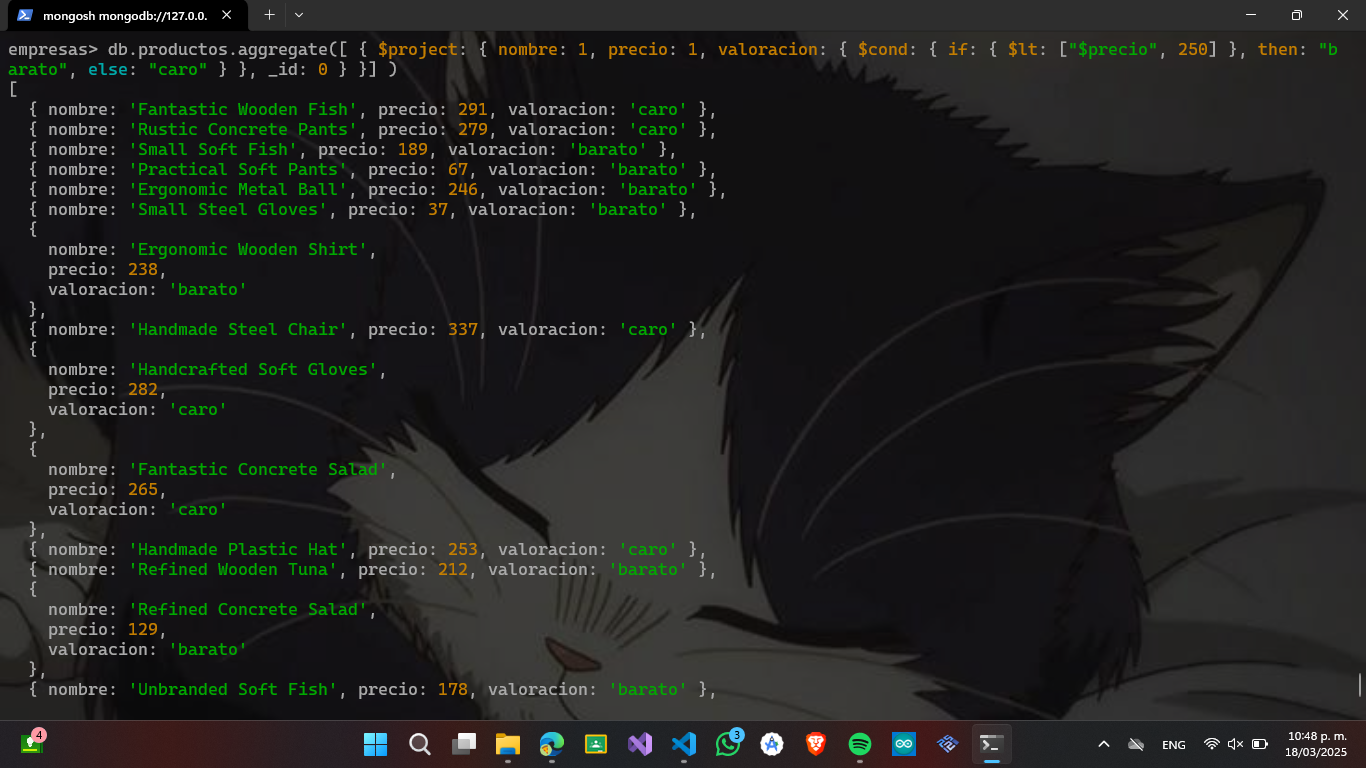 mongosh mongodb://127.0.0.
empresas> db.productos.aggregate([ { $project: { nombre: 1, precio: 1, valoracion: { $cond: { if: { $lt: ["$precio", 250] }, then: "b
arato", else: "caro" } }, _id: 0 } }] )
[
{ nombre: 'Fantastic Wooden Fish', precio: 291, valoracion: 'caro' },
{ nombre: 'Rustic Concrete Pants', precio: 279, valoracion: 'caro' },
{ nombre: 'Small Soft Fish', precio: 189, valoracion: 'barato' },
{ nombre: 'Practical Soft Pants', precio: 67, valoracion: 'barato' },
{ nombre: 'Ergonomic Metal Ball', precio: 246, valoracion: 'barato' },
{ nombre: 'Small Steel Gloves', precio: 37, valoracion: 'barato' },
{
nombre: 'Ergonomic Wooden Shirt',
precio: 238,
valoracion: 'barato'
},
{ nombre: 'Handmade Steel Chair', precio: 337, valoracion: 'caro' },
{
nombre: 'Handcrafted Soft Gloves',
precio: 282,
valoracion: 'caro'
},
{
nombre: 'Fantastic Concrete Salad',
precio: 265,
valoracion: 'caro'
},
{ nombre: 'Handmade Plastic Hat', precio: 253, valoracion: 'caro' },
{ nombre: 'Refined Wooden Tuna', precio: 212, valoracion: 'barato' },
{
nombre: 'Refined Concrete Salad',
precio: 129,
valoracion: 'barato'
},
{ nombre: 'Unbranded Soft Fish', precio: 178, valoracion: 'barato' },
4
3
ENG
10:48 p. m.
18/03/2025